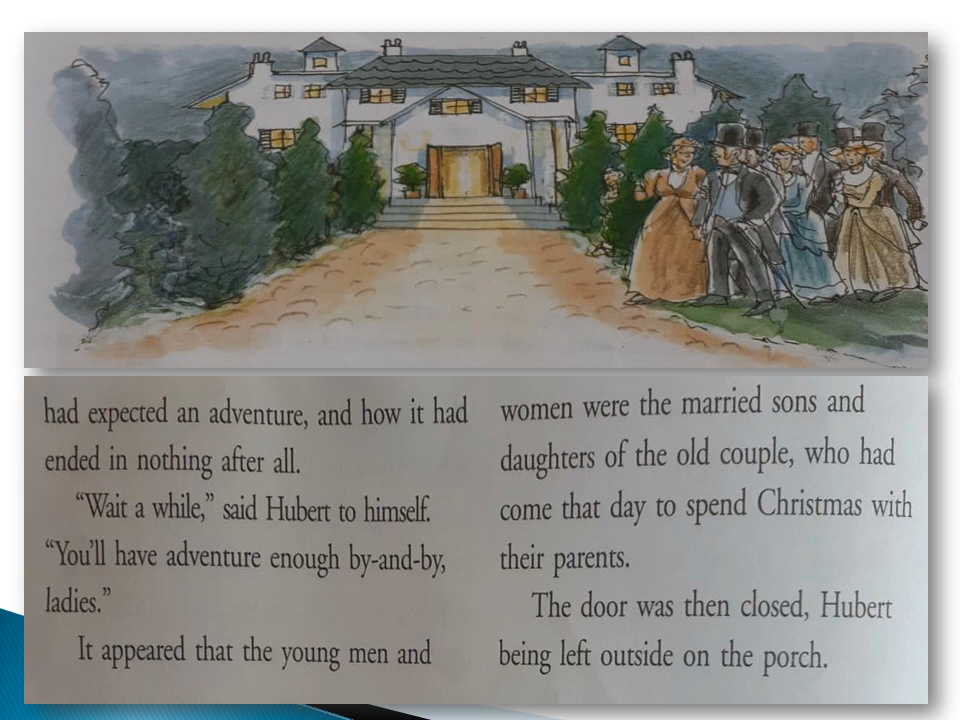 had expected an adventure, and how it had
ended in nothing after all.
“Wait a while,” said Hubert to himself.
“You’ll have adventure enough by-and-by,
ladies.”
It appeared that the young men and
women were the married sons and
daughters of the old couple, who had
come that day to spend Christmas with
their parents.
The door was then closed, Hubert
being left outside on the porch.